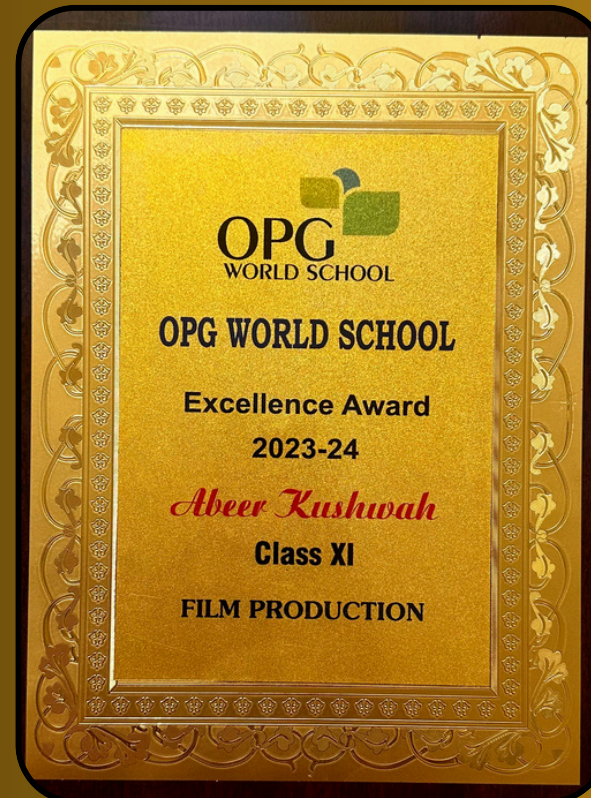 OPG
WORLD SCHOOL
OPG WORLD SCHOOL
Excellence Award
2023-24
Abeer Kushwah
Class XI
FILM PRODUCTION